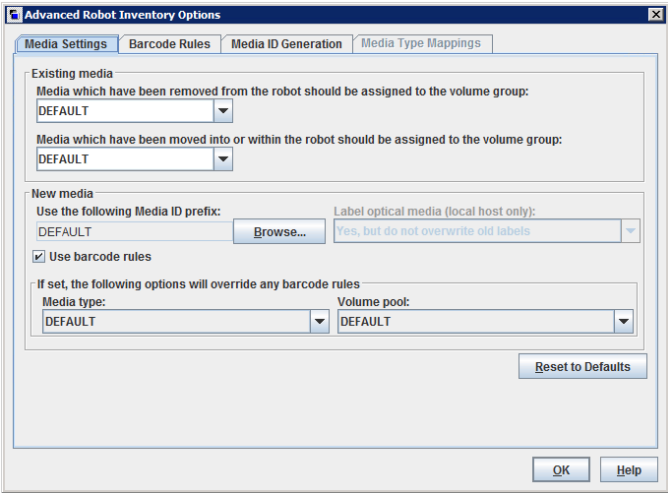 Advanced Robot Inventory Options
Media Settings Barcode Rules Media ID Generation Media Type Mappings
Existing media
Media which have been removed from the robot should be assigned to the volume group:
DEFAULT
Media which have been moved into or within the robot should be assigned to the volume group:
DEFAULT
New media
Use the following Media ID prefix: Label optical media (local host only):
DEFAULT Browse... Yes, but do not overwrite old labels
Use barcode rules
If set, the following options will override any barcode rules
Media type: Volume pool:
DEFAULT DEFAULT
Reset to Defaults
OK Help